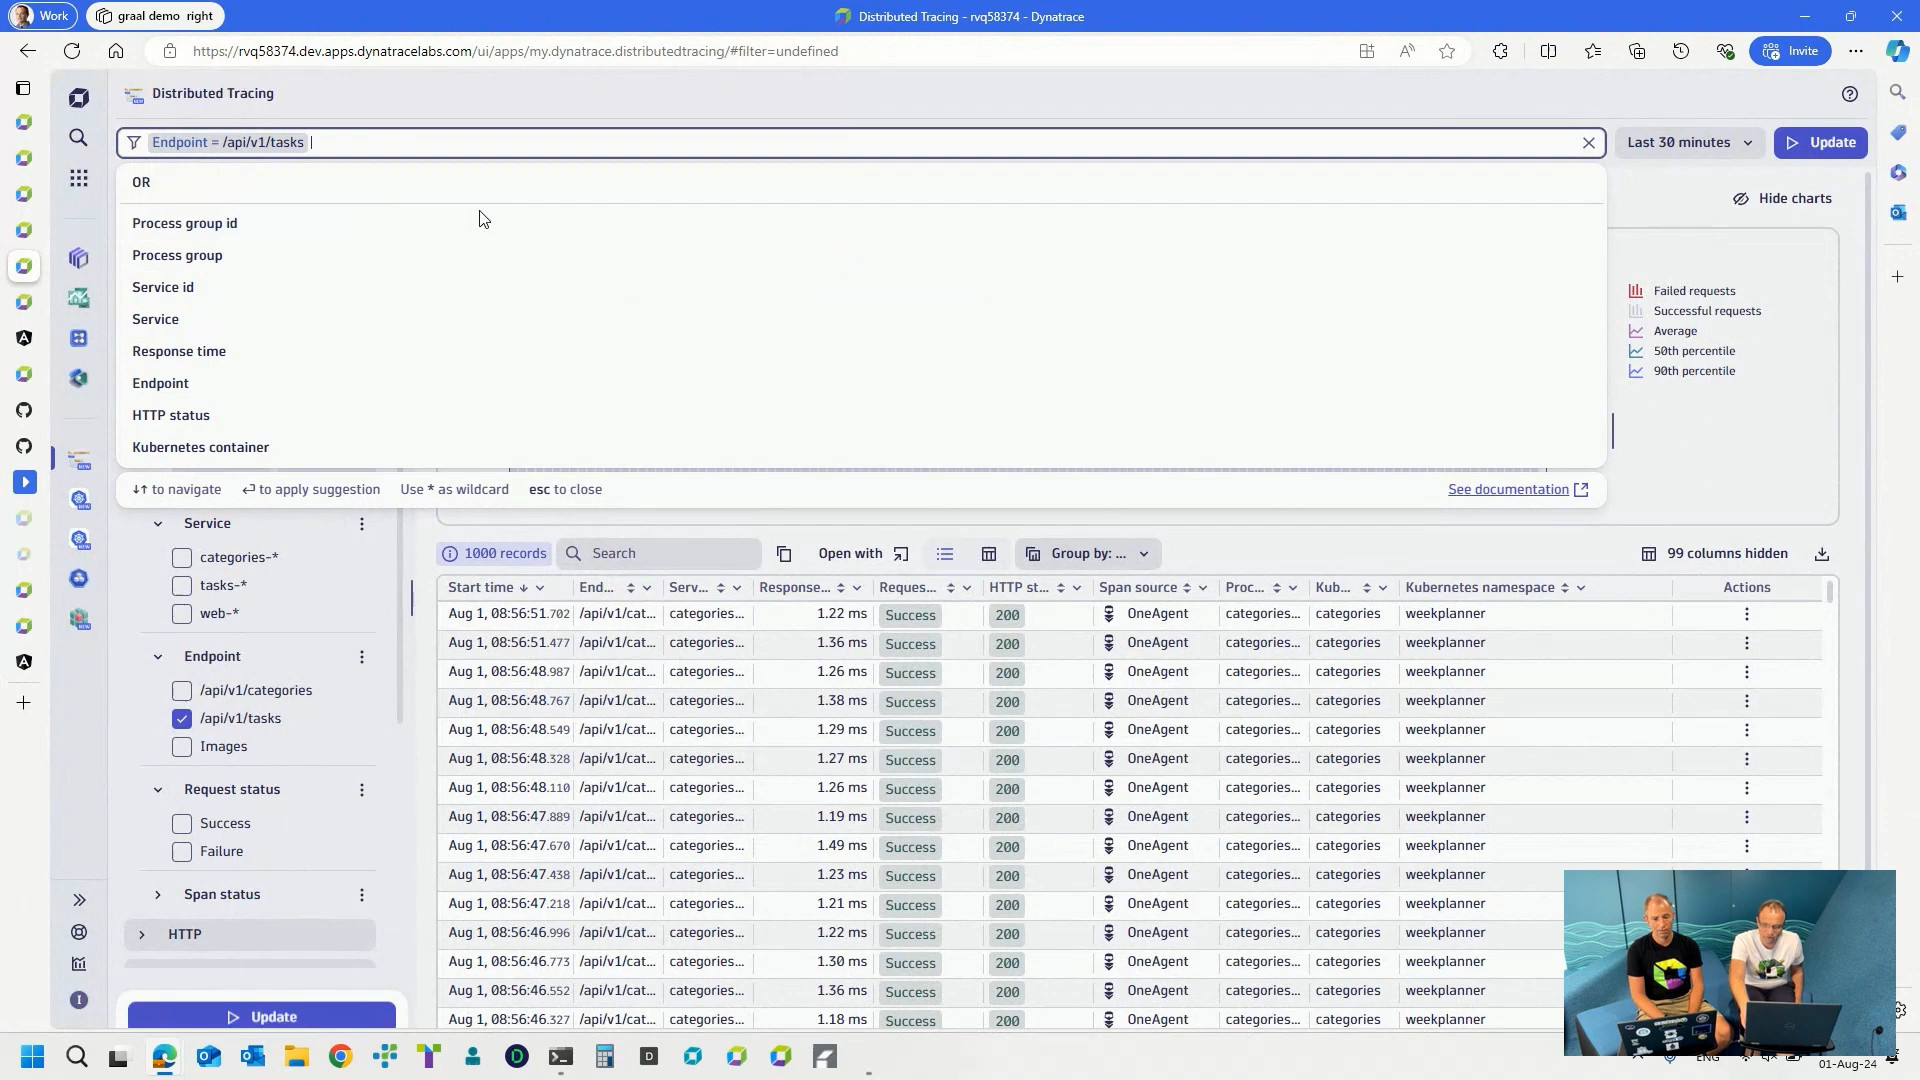 Work
graal demo right
Distributed Tracing - rvq58374 - Dynatrace
https://rvq58374.dev.apps.dynatracelabs.com/ui/apps/my.dynatrace.distributedtracing/#filter=undefined
Invite
Distributed Tracing
Endpoint = /api/v1/tasks
Last 30 minutes
Update
OR
Process group id
Process group
Service id
Service
Response time
Endpoint
HTTP status
Kubernetes container
to navigate to apply suggestion Use * as wildcard esc to close
See documentation
Hide charts
Failed requests
Successful requests
Average
50th percentile
90th percentile
Service
categories-*
tasks-*
web-*
Endpoint
/api/v1/categories
/api/v1/tasks
Images
Request status
Success
Failure
Span status
HTTP
Update
1000 records
Search
Open with
Group by: ...
99 columns hidden
Start time End... Serv... Response... Reques... HTTP st... Span source Proc... Kub... Kubernetes namespace Actions
Aug 1, 08:56:51.702 /api/v1/cat... categories... 1.22 ms Success 200 OneAgent categories... categories weekplanner
Aug 1, 08:56:51.477 /api/v1/cat... categories... 1.36 ms Success 200 OneAgent categories... categories weekplanner
Aug 1, 08:56:48.987 /api/v1/cat... categories... 1.26 ms Success 200 OneAgent categories... categories weekplanner
Aug 1, 08:56:48.767 /api/v1/cat... categories... 1.38 ms Success 200 OneAgent categories... categories weekplanner
Aug 1, 08:56:48.549 /api/v1/cat... categories... 1.29 ms Success 200 OneAgent categories... categories weekplanner
Aug 1, 08:56:48.328 /api/v1/cat... categories... 1.27 ms Success 200 OneAgent categories... categories weekplanner
Aug 1, 08:56:48.110 /api/v1/cat... categories... 1.26 ms Success 200 OneAgent categories... categories weekplanner
Aug 1, 08:56:47.889 /api/v1/cat... categories... 1.19 ms Success 200 OneAgent categories... categories weekplanner
Aug 1, 08:56:47.670 /api/v1/cat... categories... 1.49 ms Success 200 OneAgent categories... categories weekplanner
Aug 1, 08:56:47.438 /api/v1/cat... categories... 1.23 ms Success 200 OneAgent categories... categories weekplanner
Aug 1, 08:56:47.218 /api/v1/cat... categories... 1.21 ms Success 200 OneAgent categories... categories weekplanner
Aug 1, 08:56:46.996 /api/v1/cat... categories... 1.22 ms Success 200 OneAgent categories... categories weekplanner
Aug 1, 08:56:46.773 /api/v1/cat... categories... 1.30 ms Success 200 OneAgent categories... categories weekplanner
Aug 1, 08:56:46.552 /api/v1/cat... categories... 1.36 ms Success 200 OneAgent categories... categories weekplanner
Aug 1, 08:56:46.327 /api/v1/cat... categories... 1.18 ms Success 200 OneAgent categories... categories weekplanner
ENG
01-Aug-24